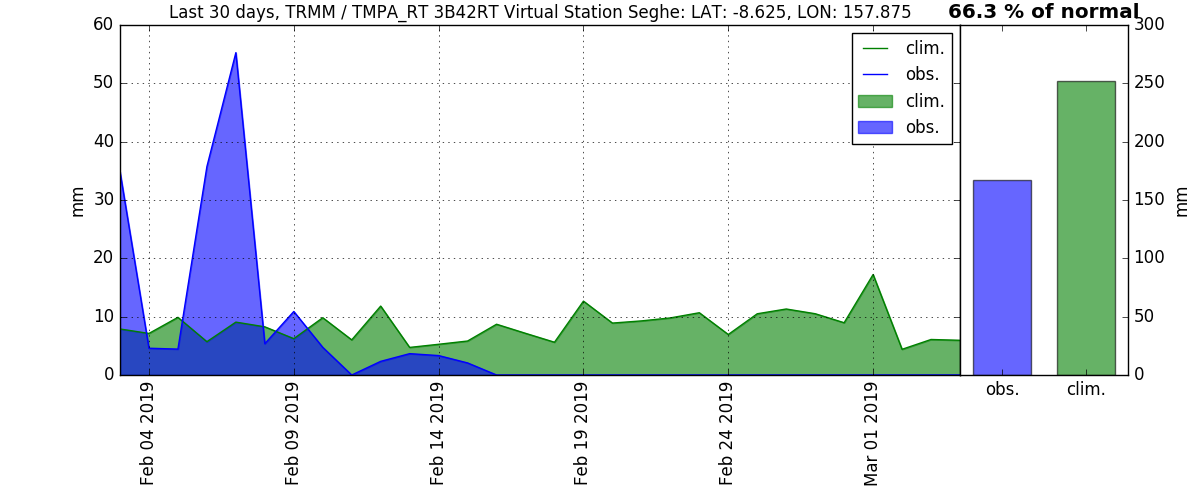 Last 30 days, TRMM / TMPA_RT 3B42RT Virtual Station Seghe: LAT: -8.625, LON: 157.875
66.3 % of normal
60
50
40
30
20
10
0
mm
clim.
obs.
clim.
obs.
Feb 04 2019
Feb 09 2019
Feb 14 2019
Feb 19 2019
Feb 24 2019
Mar 01 2019
300
250
200
150
100
50
0
mm
obs.
clim.